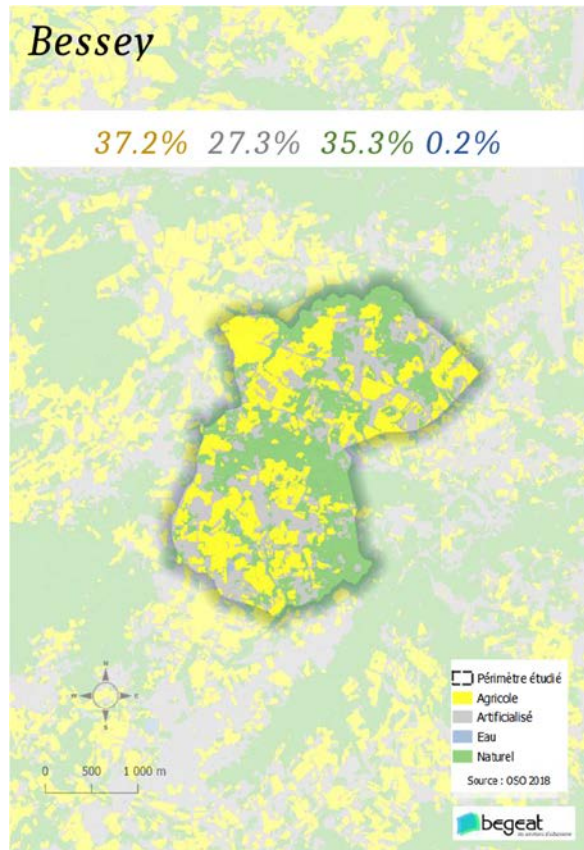 Bessey
37.2% 27.3% 35.3% 0.2%
N
E
S
0 500 1 000 m
Périmètre étudié
Agricole
Artificialisé
Eau
Naturel
Source : OSO 2018
begeat